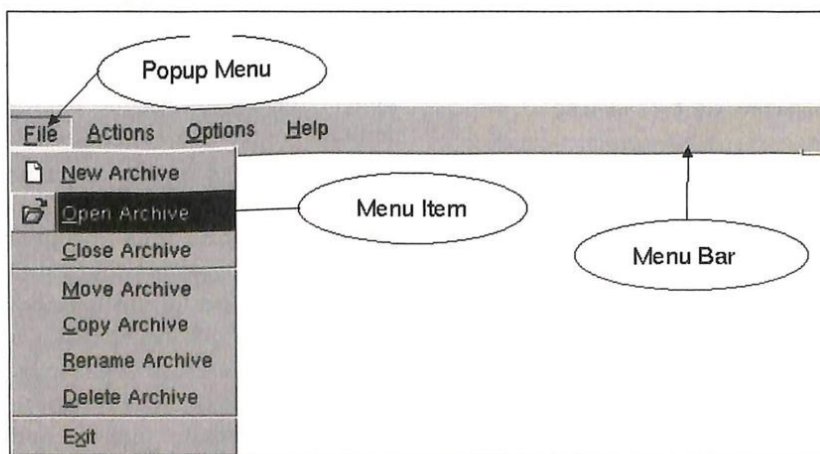 Popup Menu
File Actions Options Help
New Archive
Open Archive
Menu Item
Close Archive
Menu Bar
Move Archive
Copy Archive
Rename Archive
Delete Archive
Exit